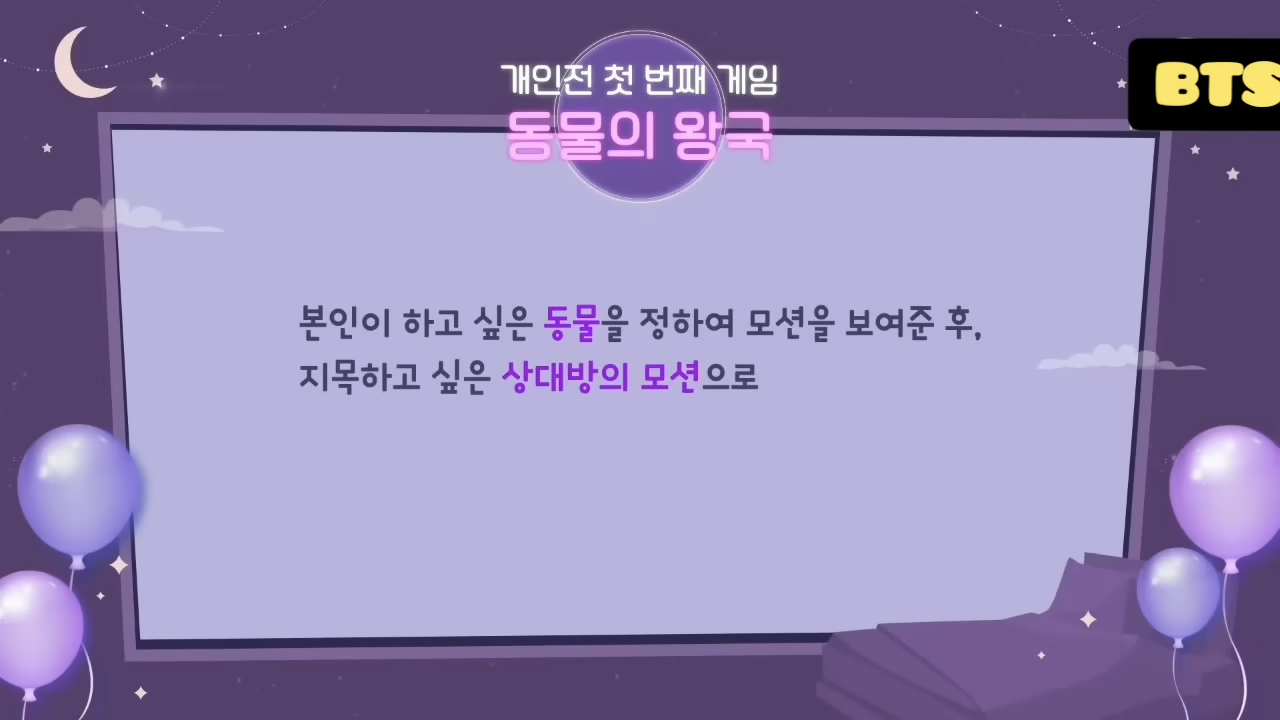 개인전 첫 번째 게임
동물의 왕국
BTS
본인이 하고 싶은 동물을 정하여 모션을 보여준 후,
지목하고 싶은 상대방의 모션으로